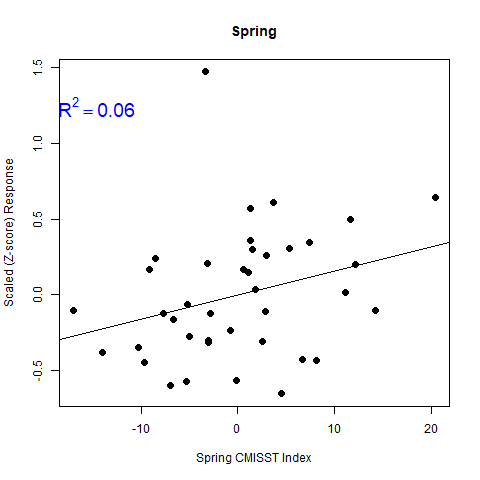 Spring
R² = 0.06
Scaled (Z-score) Response
1.5
1.0
0.5
0.0
-0.5
-10 0 10 20
Spring CMISST Index